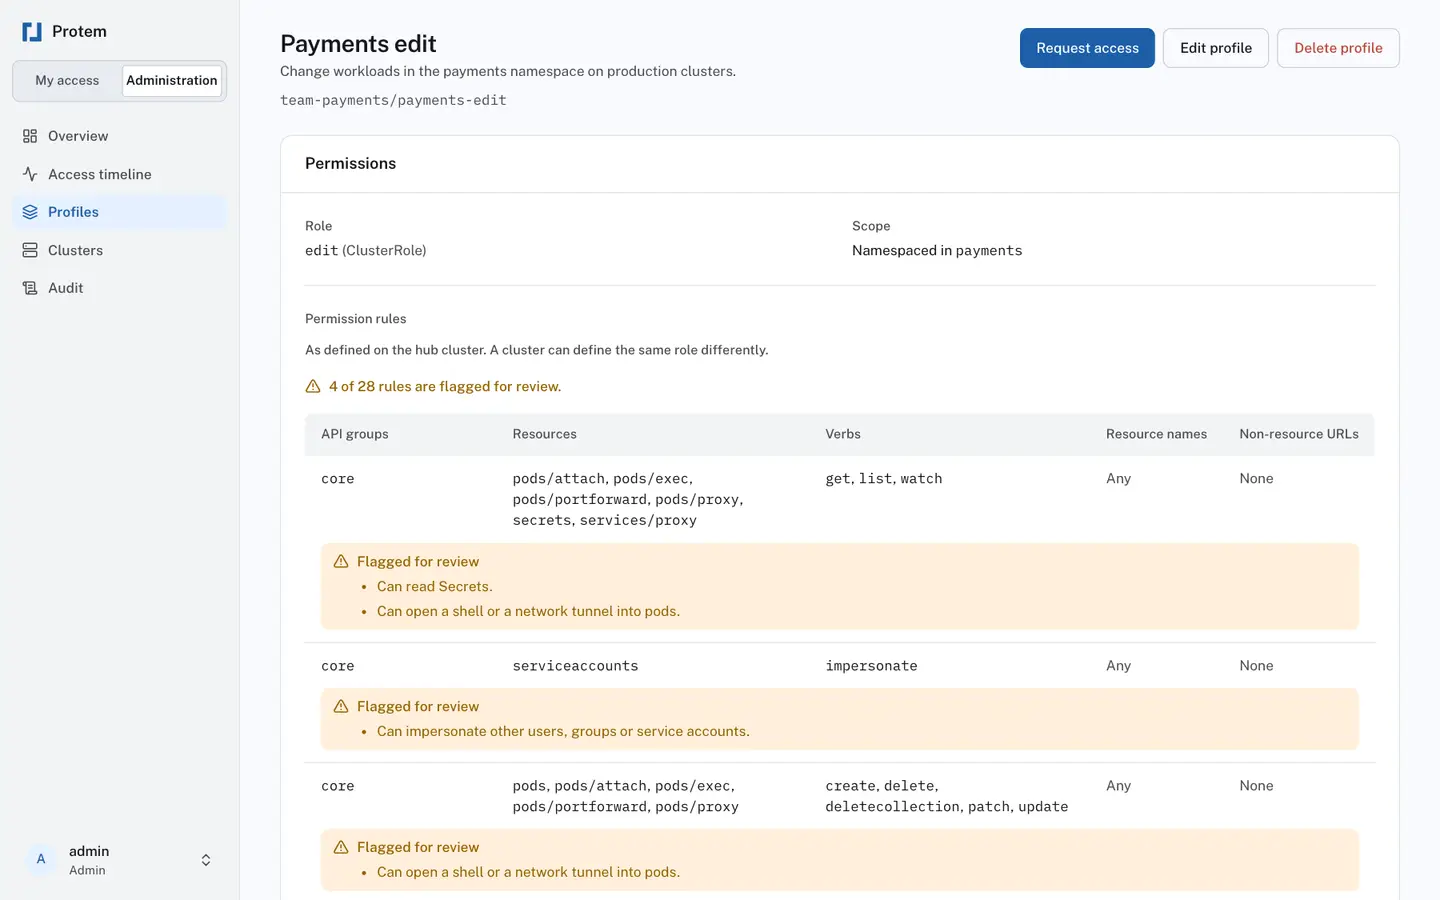 Protem
My access
Administration
Overview
Access timeline
Profiles
Clusters
Audit
A
admin
Admin
Payments edit
Change workloads in the payments namespace on production clusters.
team-payments/payments-edit
Request access
Edit profile
Delete profile
Permissions
Role
edit (ClusterRole)
Scope
Namespaced in payments
Permission rules
As defined on the hub cluster. A cluster can define the same role differently.
4 of 28 rules are flagged for review.
API groups Resources Verbs Resource names Non-resource URLs
core pods/attach, pods/exec, get, list, watch Any None
pods/portforward, pods/proxy,
secrets, services/proxy
Flagged for review
• Can read Secrets.
• Can open a shell or a network tunnel into pods.
core serviceaccounts impersonate Any None
Flagged for review
• Can impersonate other users, groups or service accounts.
core pods, pods/attach, pods/exec, create, delete, Any None
pods/portforward, pods/proxy deletecollection, patch, update
Flagged for review
• Can open a shell or a network tunnel into pods.